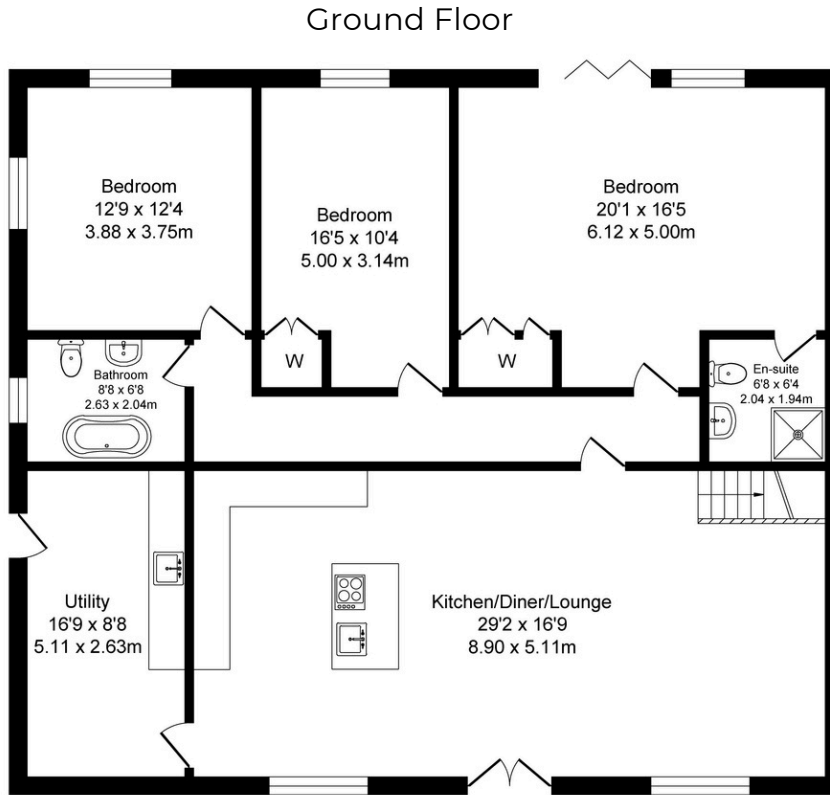 Ground Floor
Bedroom
12'9 x 12'4
3.88 x 3.75m
Bedroom
16'5 x 10'4
5.00 x 3.14m
Bedroom
20'1 x 16'5
6.12 x 5.00m
W
W
Bathroom
8'8 x 6'8
2.63 x 2.04m
En-suite
6'8 x 6'4
2.04 x 1.94m
Utility
16'9 x 8'8
5.11 x 2.63m
Kitchen/Diner/Lounge
29'2 x 16'9
8.90 x 5.11m